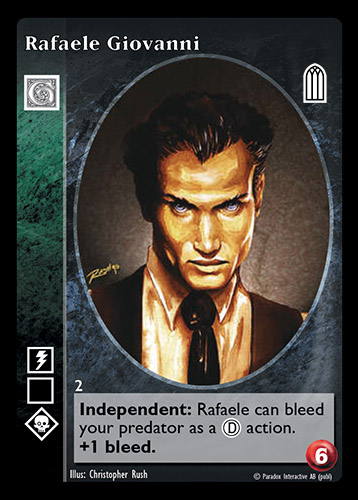 Rafaele Giovanni
2
Independent: Rafaele can bleed
your predator as a Ⓓ action.
+1 bleed.
6
Illus: Christopher Rush
© Paradox Interactive AB (publ)